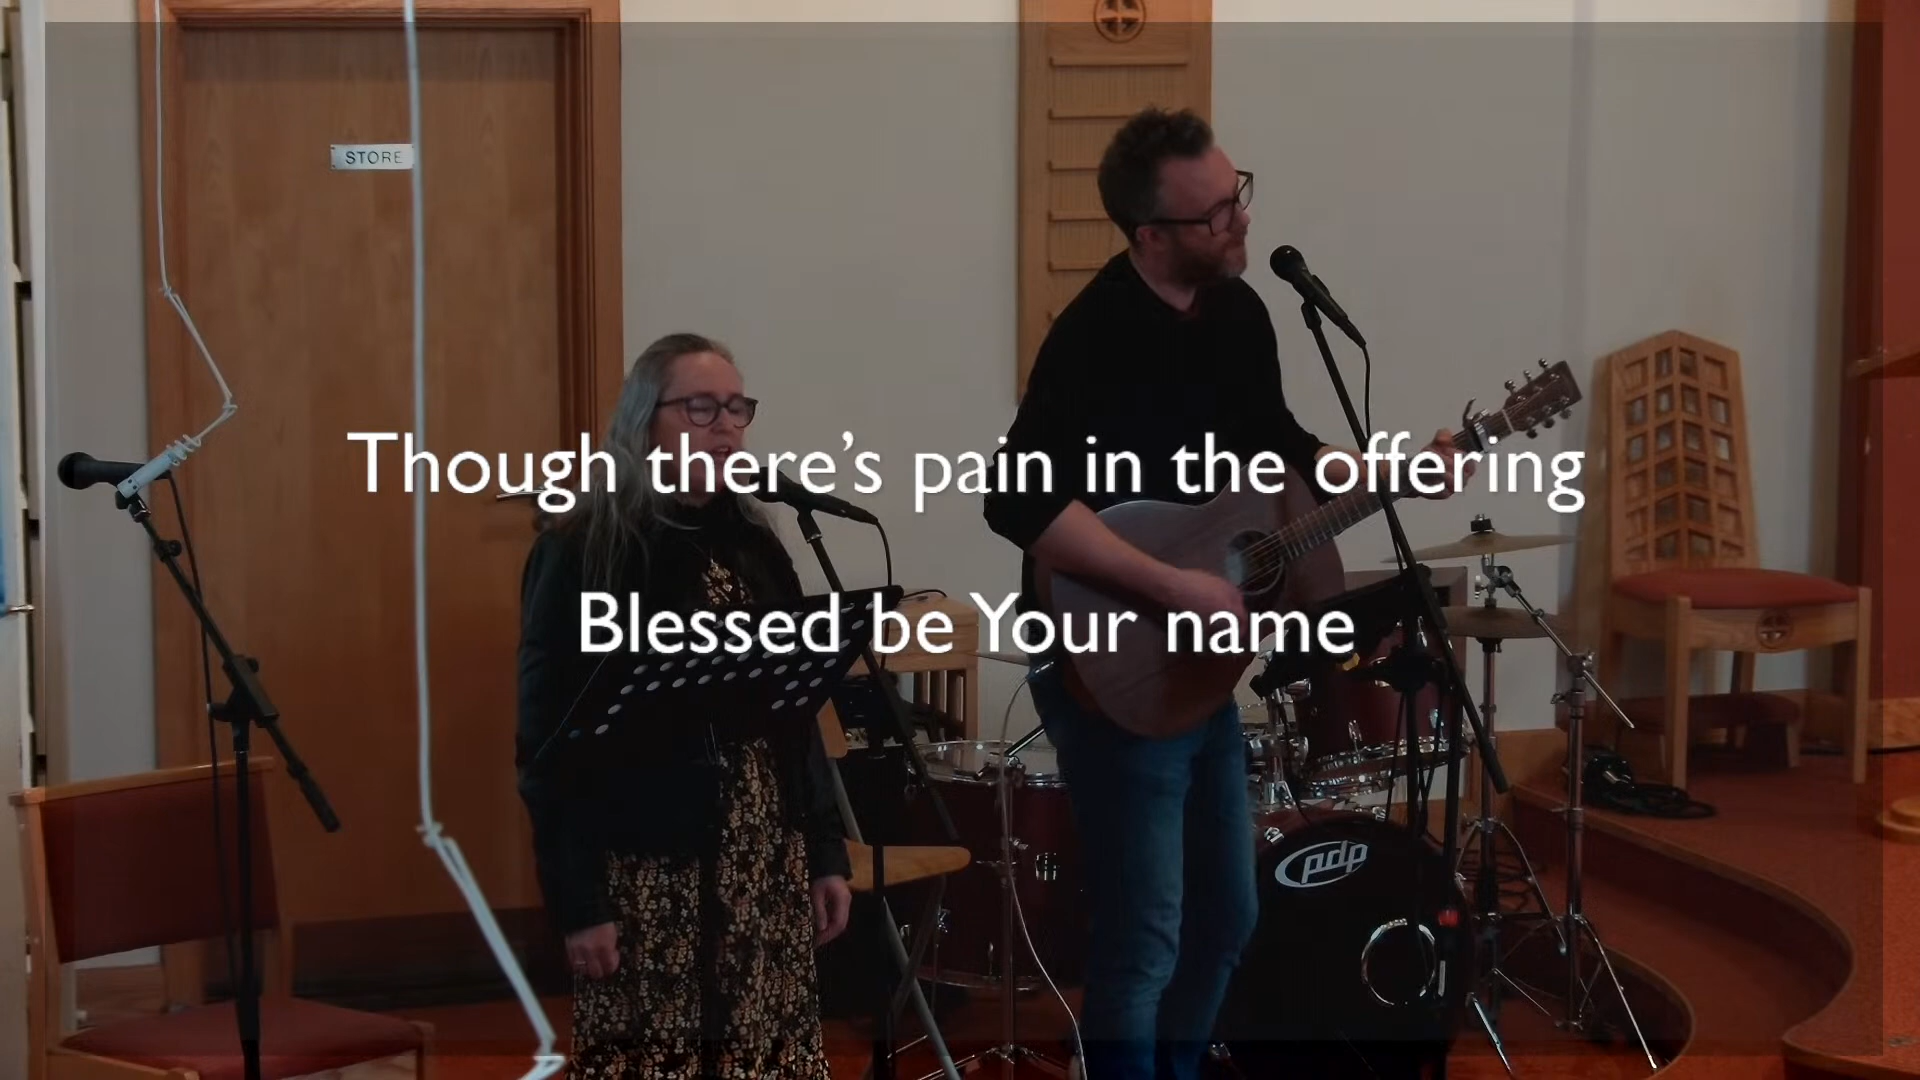 STORE
Though there’s pain in the offering
Blessed be Your name
pdp